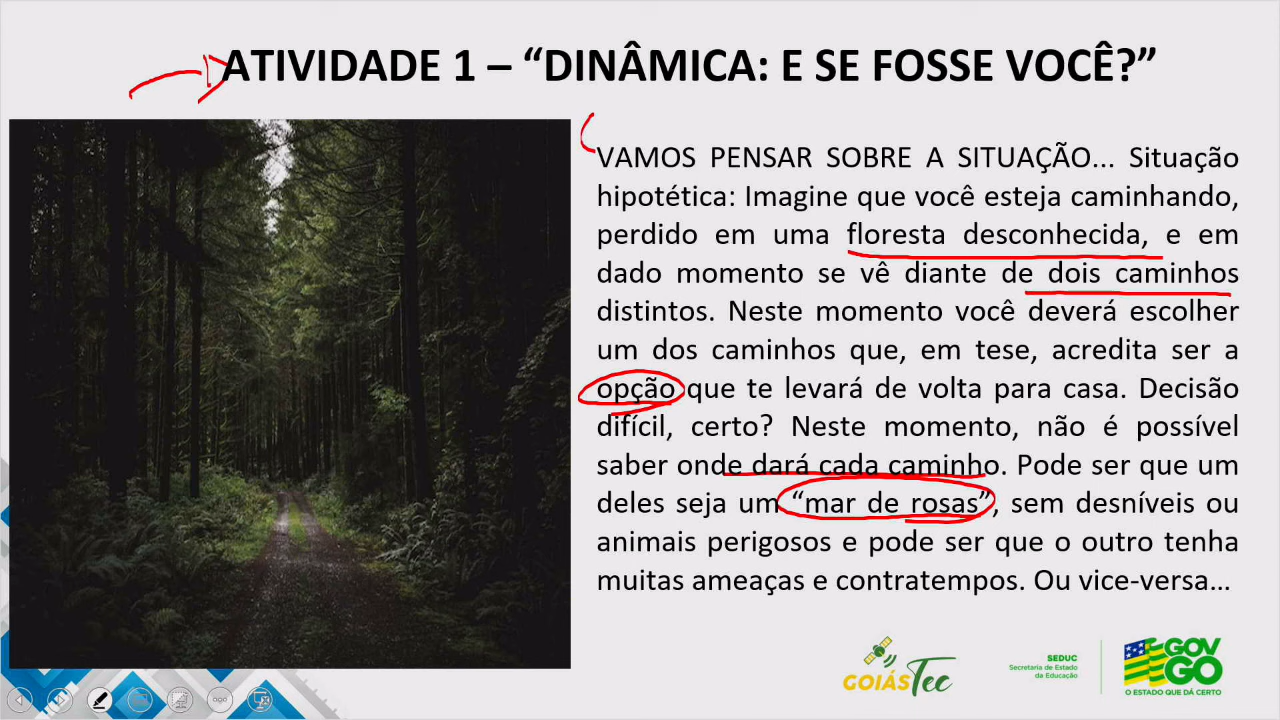 ATIVIDADE 1 – “DINÂMICA: E SE FOSSE VOCÊ?”
VAMOS PENSAR SOBRE A SITUAÇÃO... Situação
hipotética: Imagine que você esteja caminhando,
perdido em uma floresta desconhecida, e em
dado momento se vê diante de dois caminhos
distintos. Neste momento você deverá escolher
um dos caminhos que, em tese, acredita ser a
opção que te levará de volta para casa. Decisão
difícil, certo? Neste momento, não é possível
saber onde dará cada caminho. Pode ser que um
deles seja um “mar de rosas”, sem desníveis ou
animais perigosos e pode ser que o outro tenha
muitas ameaças e contratempos. Ou vice-versa...
GOIÁS Tec
SEDUC
Secretaria de Estado
da Educação
GOV
GO
O ESTADO QUE DÁ CERTO